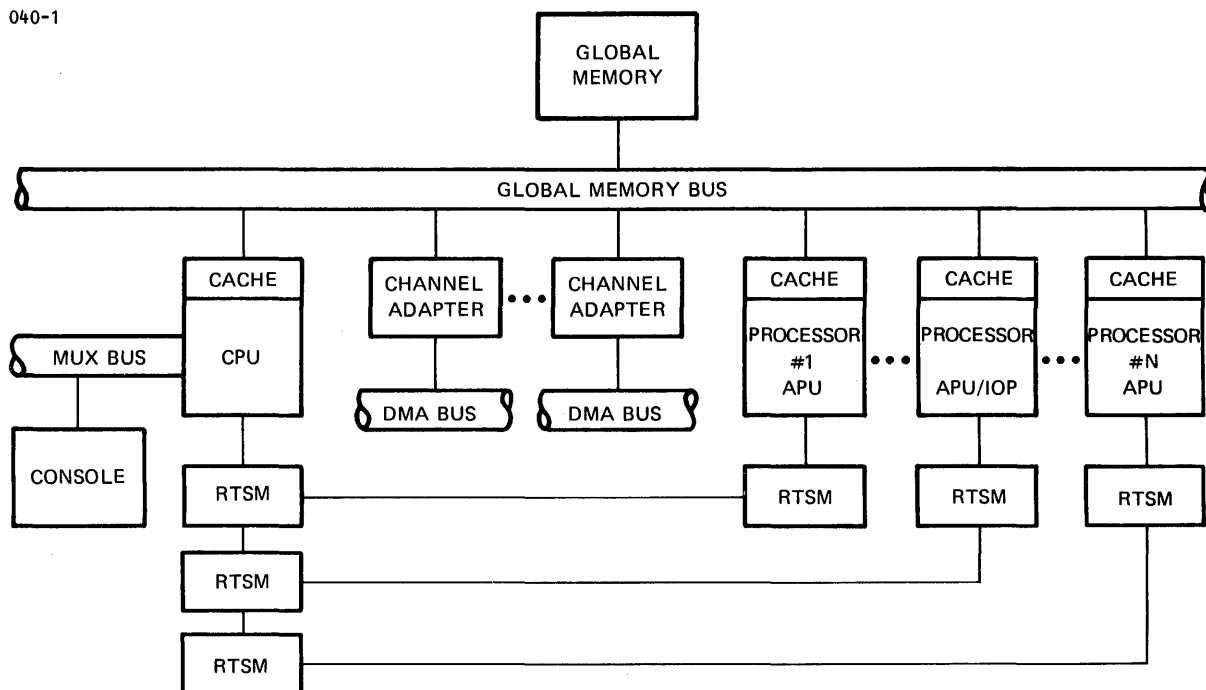 040-1
GLOBAL
MEMORY
GLOBAL MEMORY BUS
CACHE
CPU
MUX BUS
CONSOLE
CHANNEL
ADAPTER
CHANNEL
ADAPTER
DMA BUS
DMA BUS
CACHE
PROCESSOR
#1
APU
CACHE
PROCESSOR
APU/IOP
CACHE
PROCESSOR
#N
APU
RTSM
RTSM
RTSM
RTSM
RTSM
RTSM